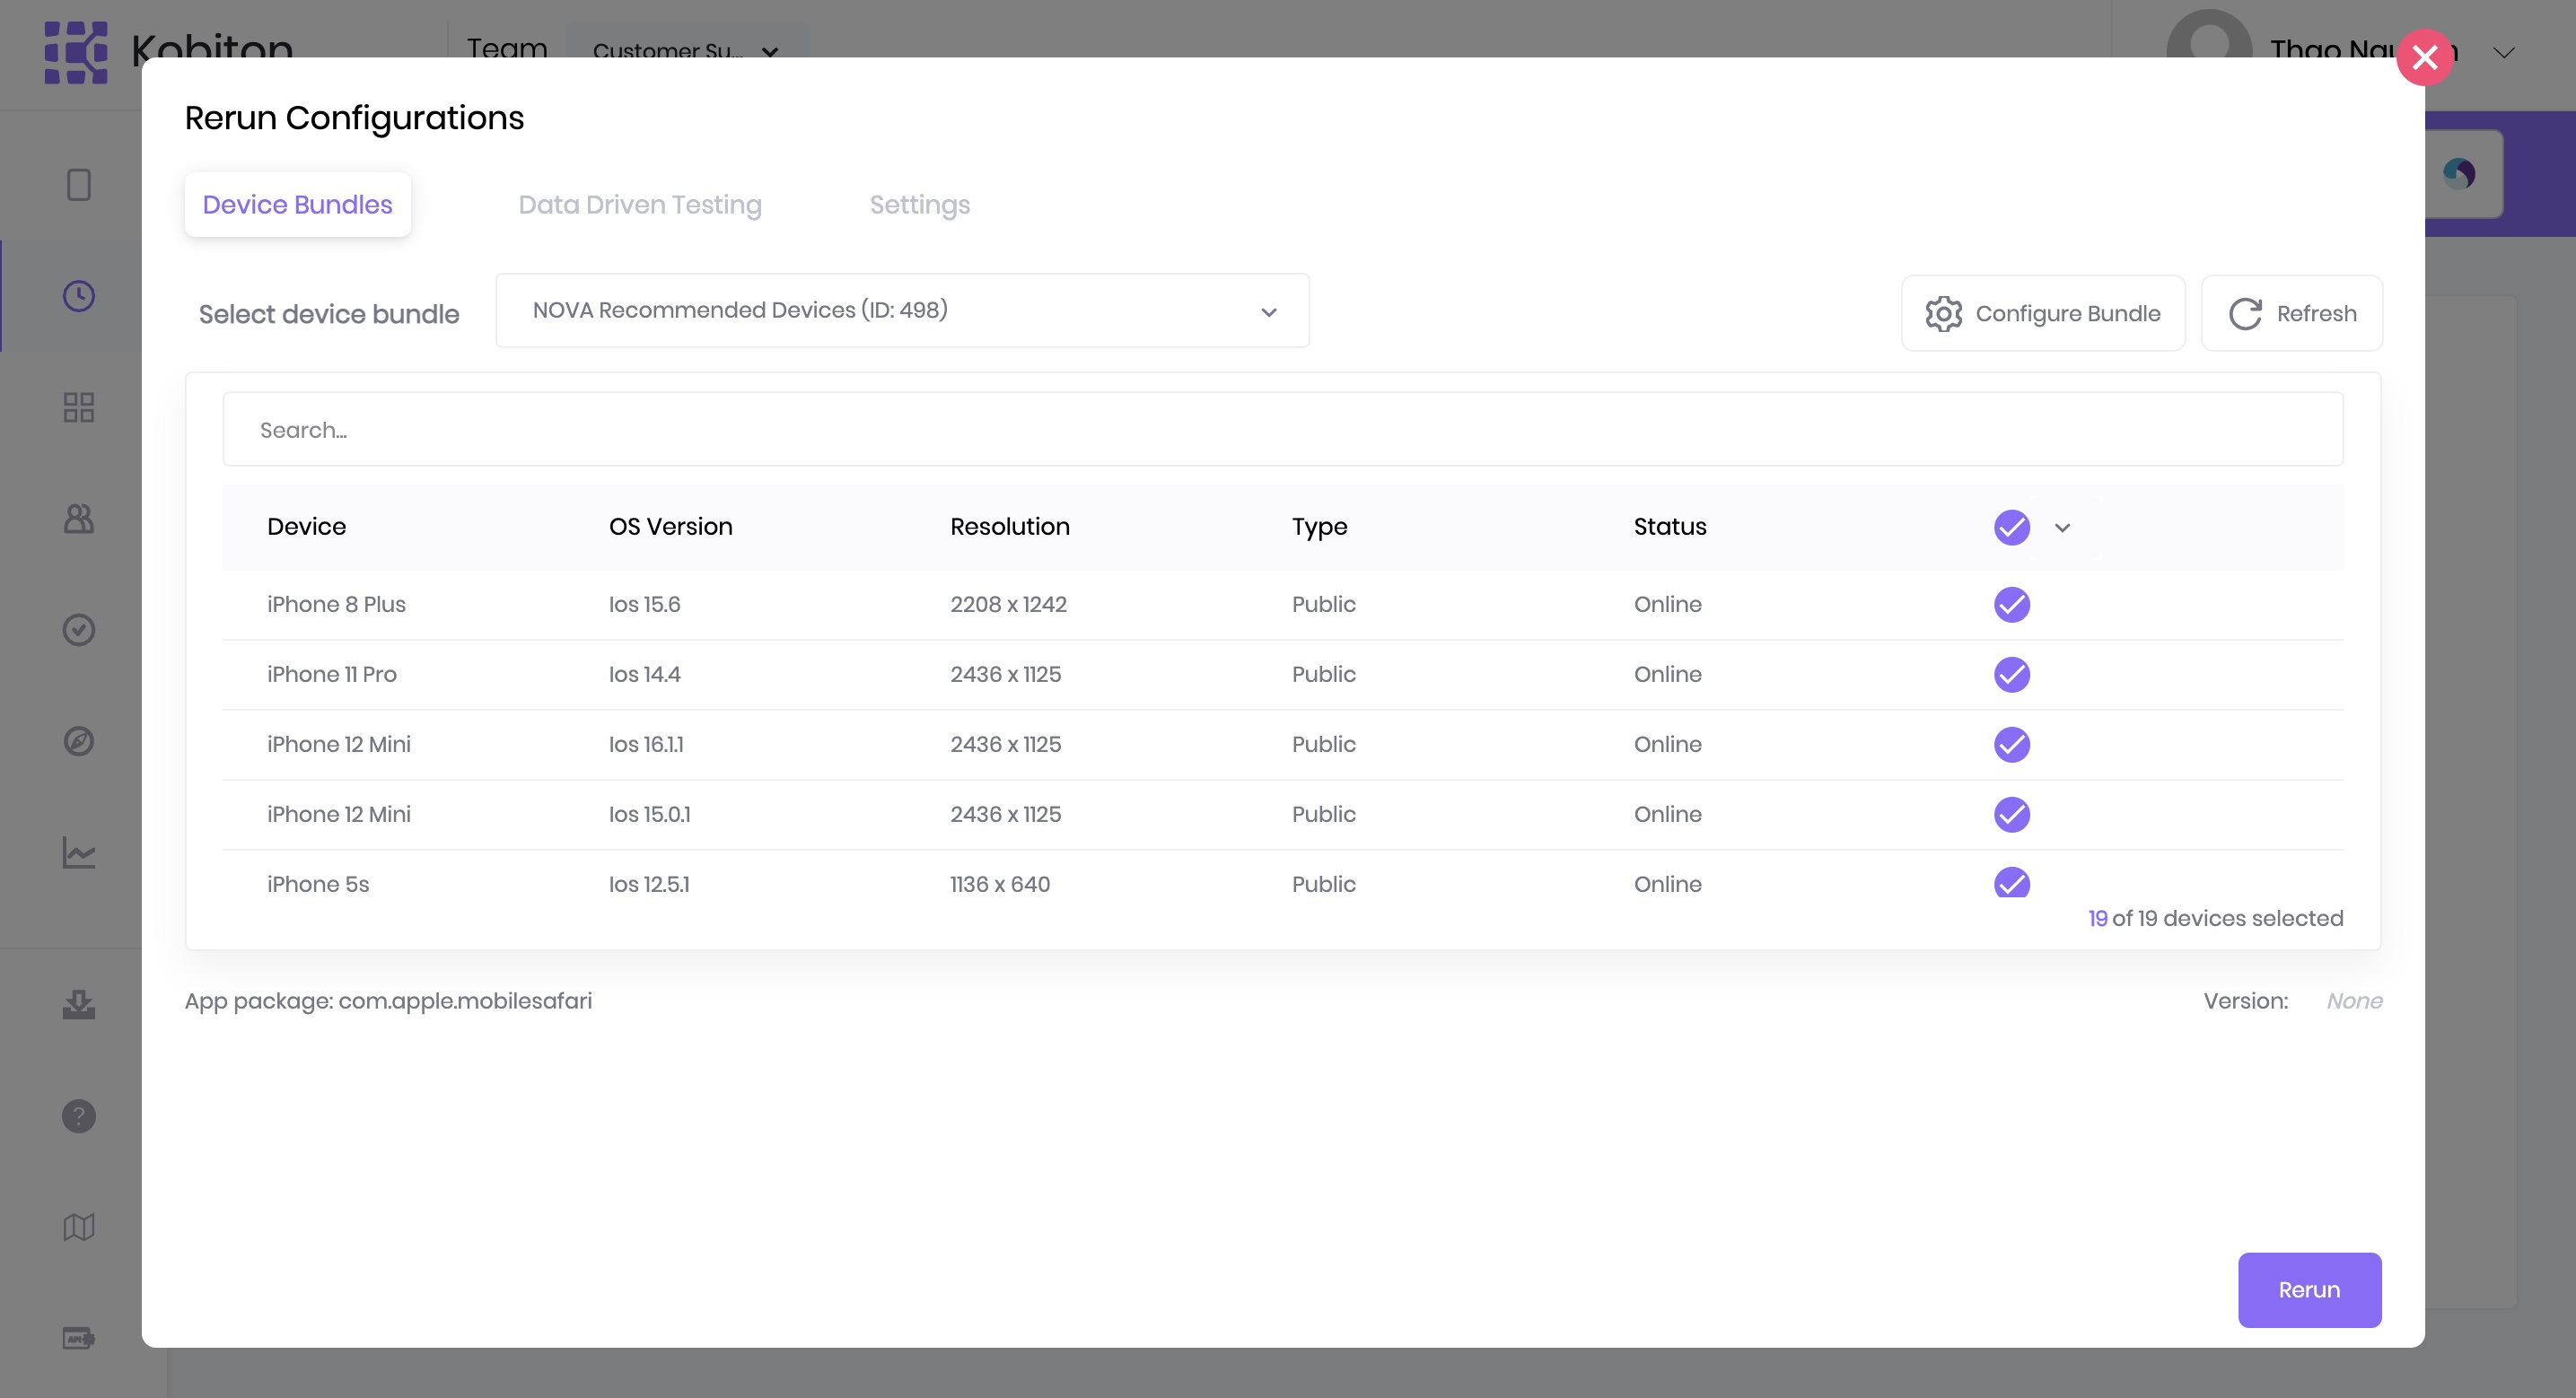 Kobiton Team Customer Su...
Rerun Configurations
Device Bundles Data Driven Testing Settings
Select device bundle NOVA Recommended Devices (ID: 498) Configure Bundle Refresh
Search...
Device OS Version Resolution Type Status
iPhone 8 Plus Ios 15.6 2208 x 1242 Public Online
iPhone 11 Pro Ios 14.4 2436 x 1125 Public Online
iPhone 12 Mini Ios 16.1.1 2436 x 1125 Public Online
iPhone 12 Mini Ios 15.0.1 2436 x 1125 Public Online
iPhone 5s Ios 12.5.1 1136 x 640 Public Online
19 of 19 devices selected
App package: com.apple.mobilesafari Version: None
API
Rerun